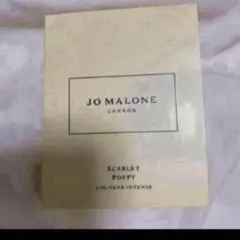 JO MALONE
LONDON
SCARLET
POPPY
COLOGNE INTENSE